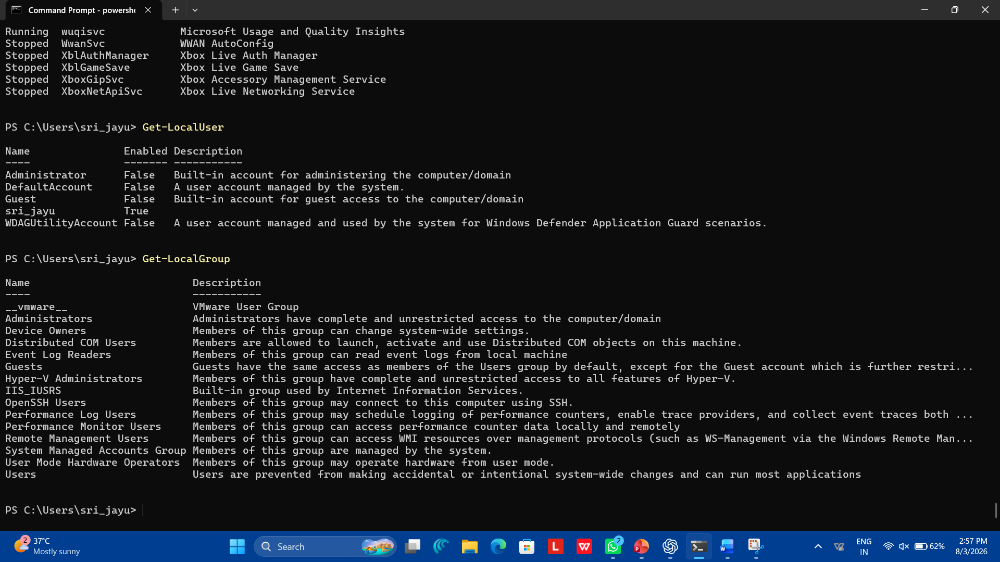 Command Prompt - powershe
Running  wuqisvc            Microsoft Usage and Quality Insights
Stopped  WwanSvc            WWAN AutoConfig
Stopped  XblAuthManager     Xbox Live Auth Manager
Stopped  XblGameSave        Xbox Live Game Save
Stopped  XboxGipSvc         Xbox Accessory Management Service
Stopped  XboxNetApiSvc      Xbox Live Networking Service
PS C:\Users\sri_jayu> Get-LocalUser
Name               Enabled Description
----               ------- -----------
Administrator      False   Built-in account for administering the computer/domain
DefaultAccount     False   A user account managed by the system.
Guest              False   Built-in account for guest access to the computer/domain
sri_jayu           True
WDAGUtilityAccount False   A user account managed and used by the system for Windows Defender Application Guard scenarios.
PS C:\Users\sri_jayu> Get-LocalGroup
Name                          Description
----                          -----------
__vmware__                    VMware User Group
Administrators                Administrators have complete and unrestricted access to the computer/domain
Device Owners                 Members of this group can change system-wide settings.
Distributed COM Users         Members are allowed to launch, activate and use Distributed COM objects on this machine.
Event Log Readers             Members of this group can read event logs from local machine
Guests                        Guests have the same access as members of the Users group by default, except for the Guest account which is further restri...
Hyper-V Administrators        Members of this group have complete and unrestricted access to all features of Hyper-V.
IIS_IUSRS                     Built-in group used by Internet Information Services.
OpenSSH Users                 Members of this group may connect to this computer using SSH.
Performance Log Users         Members of this group may schedule logging of performance counters, enable trace providers, and collect event traces both ...
Performance Monitor Users     Members of this group can access performance counter data locally and remotely
Remote Management Users       Members of this group can access WMI resources over management protocols (such as WS-Management via the Windows Remote Man...
System Managed Accounts Group Members of this group are managed by the system.
User Mode Hardware Operators  Members of this group may operate hardware from user mode.
Users                         Users are prevented from making accidental or intentional system-wide changes and can run most applications
PS C:\Users\sri_jayu>
2
37°C
Mostly sunny
Search
L
W
2
P
W
ENG
IN
62%
2:57 PM
8/3/2026